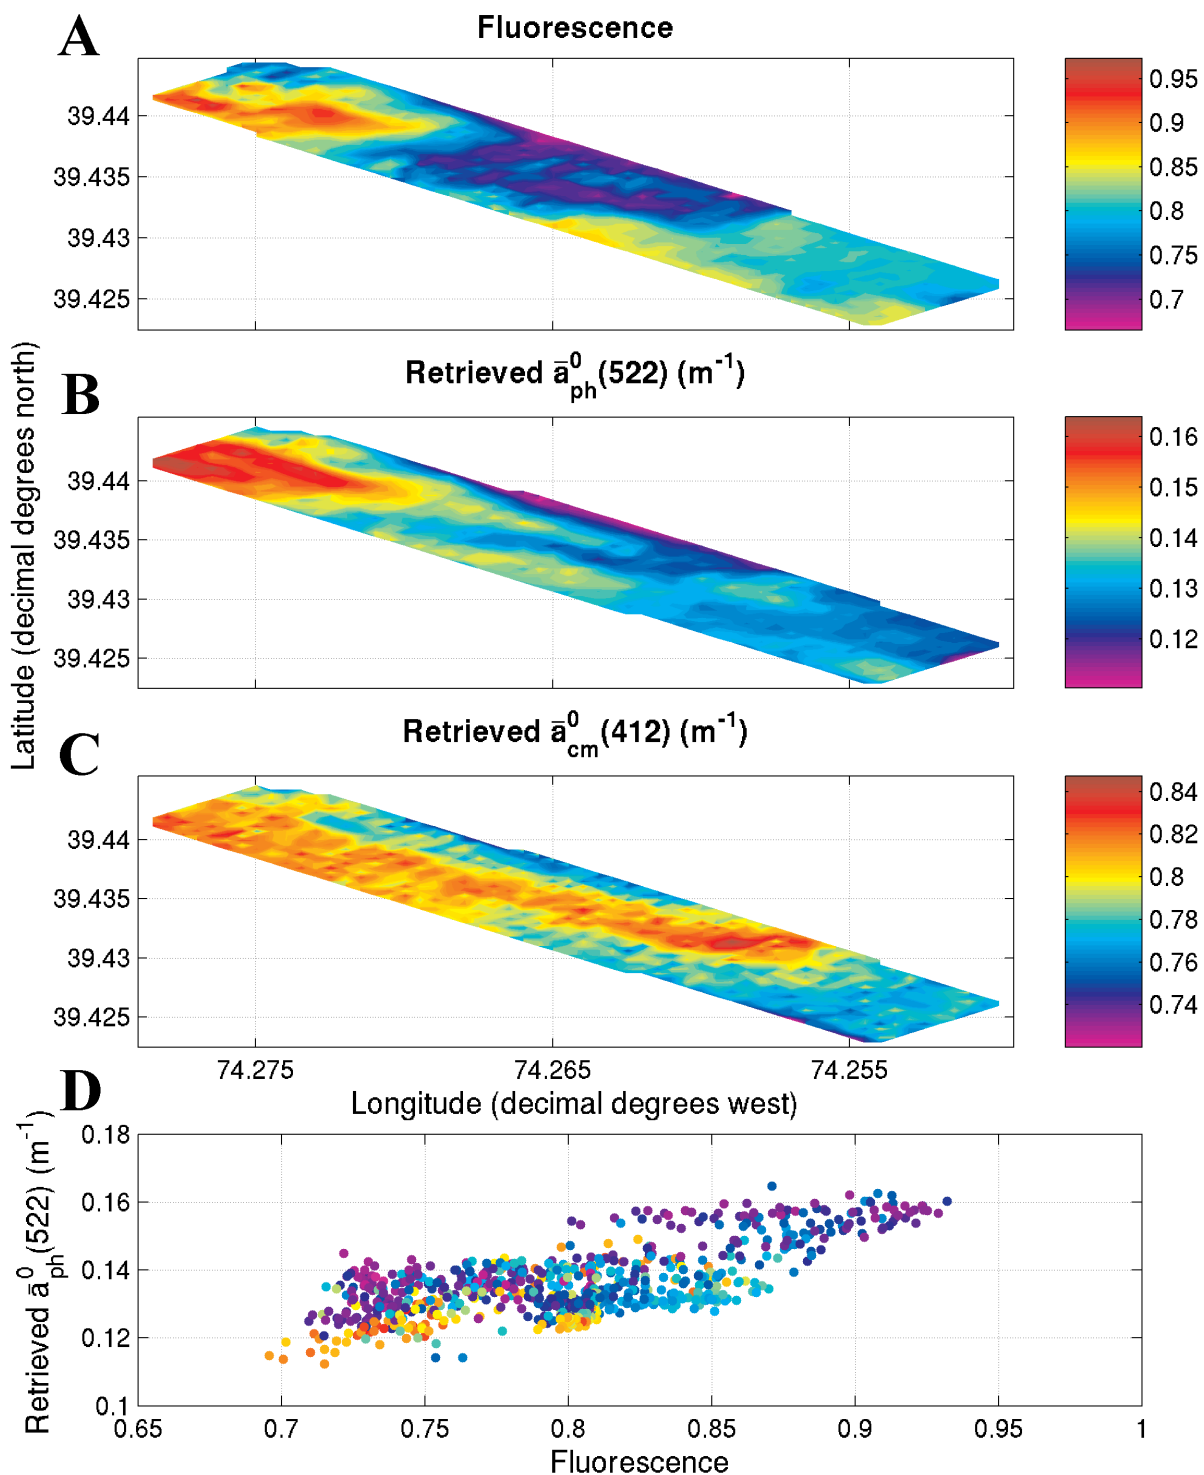 A
Fluorescence
39.44
39.435
39.43
39.425
0.95
0.9
0.85
0.8
0.75
0.7
B
Retrieved a̅⁰ph(522) (m⁻¹)
39.44
39.435
39.43
39.425
0.16
0.15
0.14
0.13
0.12
Latitude (decimal degrees north)
C
Retrieved a̅⁰cm(412) (m⁻¹)
39.44
39.435
39.43
39.425
0.84
0.82
0.8
0.78
0.76
0.74
74.275 74.265 74.255
Longitude (decimal degrees west)
D
Retrieved a̅⁰ph(522) (m⁻¹)
0.18
0.16
0.14
0.12
0.1
0.65 0.7 0.75 0.8 0.85 0.9 0.95 1
Fluorescence